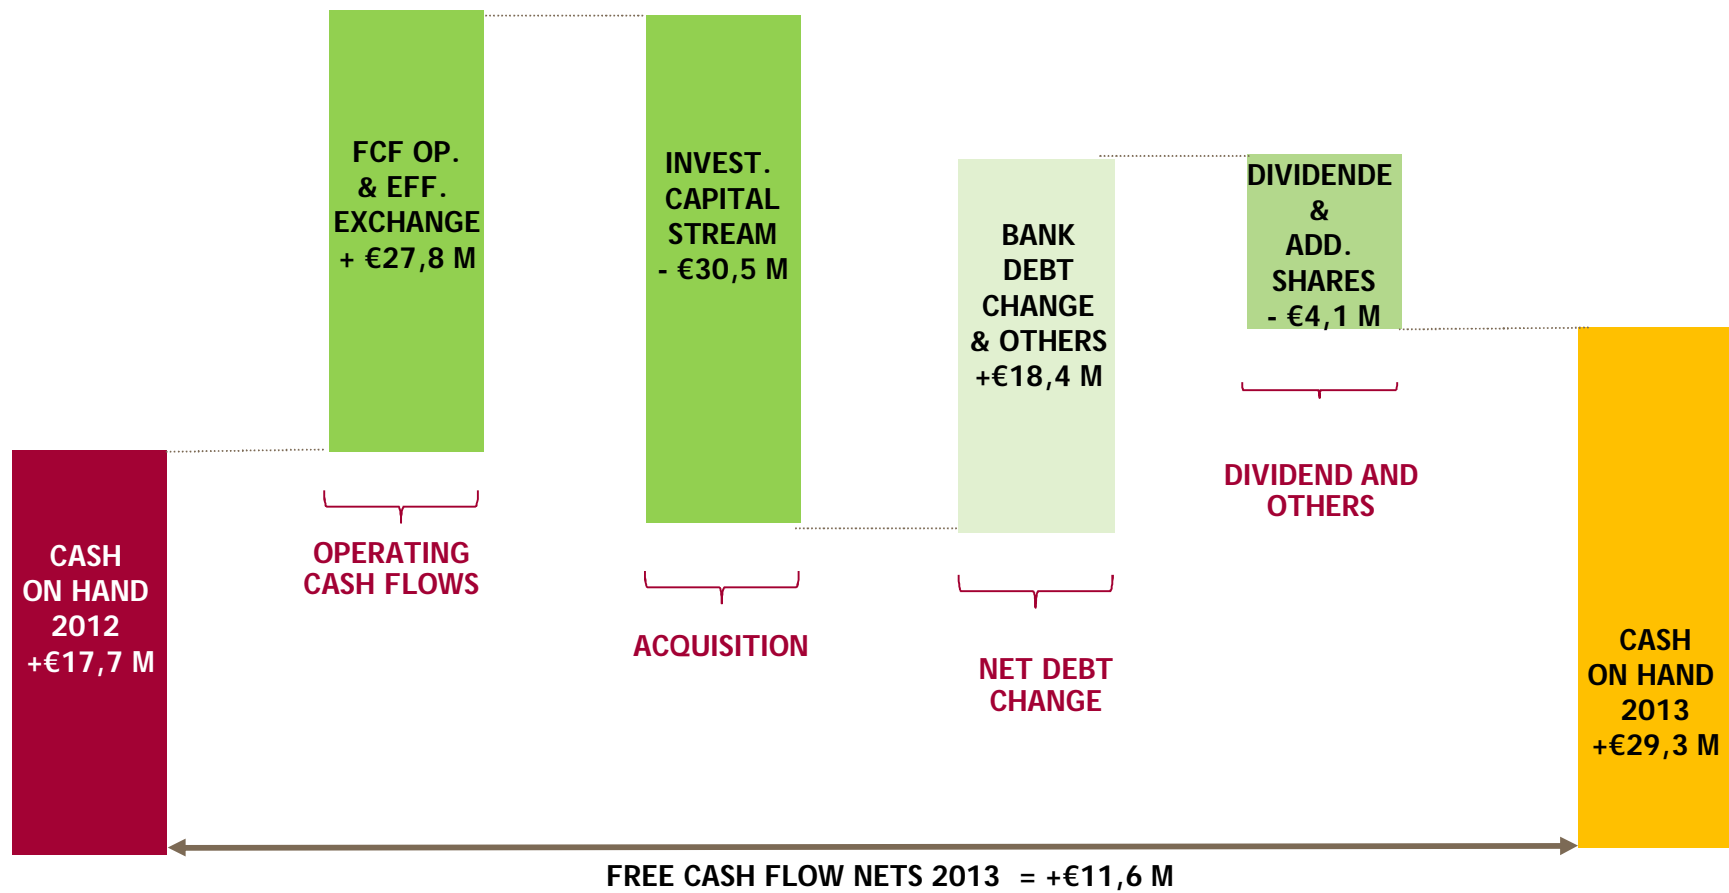 FCF OP.
& EFF.
EXCHANGE
+ €27,8 M
INVEST.
CAPITAL
STREAM
- €30,5 M
BANK
DEBT
CHANGE
& OTHERS
+€18,4 M
DIVIDENDE
&
ADD.
SHARES
- €4,1 M
CASH
ON HAND
2012
+€17,7 M
OPERATING
CASH FLOWS
ACQUISITION
NET DEBT
CHANGE
DIVIDEND AND
OTHERS
CASH
ON HAND
2013
+€29,3 M
FREE CASH FLOW NETS 2013 = +€11,6 M